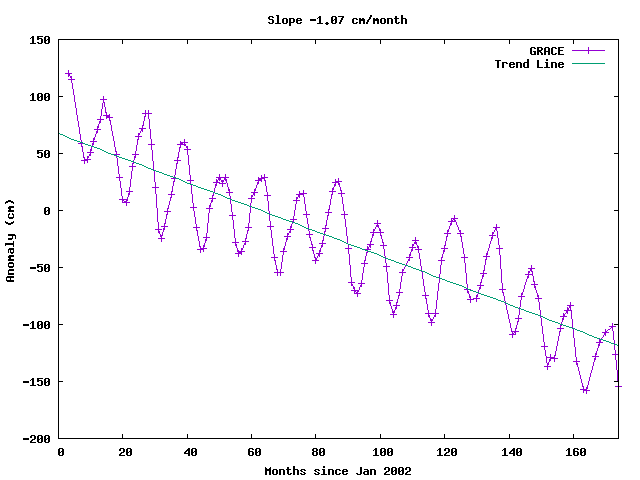 Slope -1.07 cm/month
GRACE
Trend Line
150
100
50
0
-50
-100
-150
-200
Anomaly (cm)
0 20 40 60 80 100 120 140 160
Months since Jan 2002